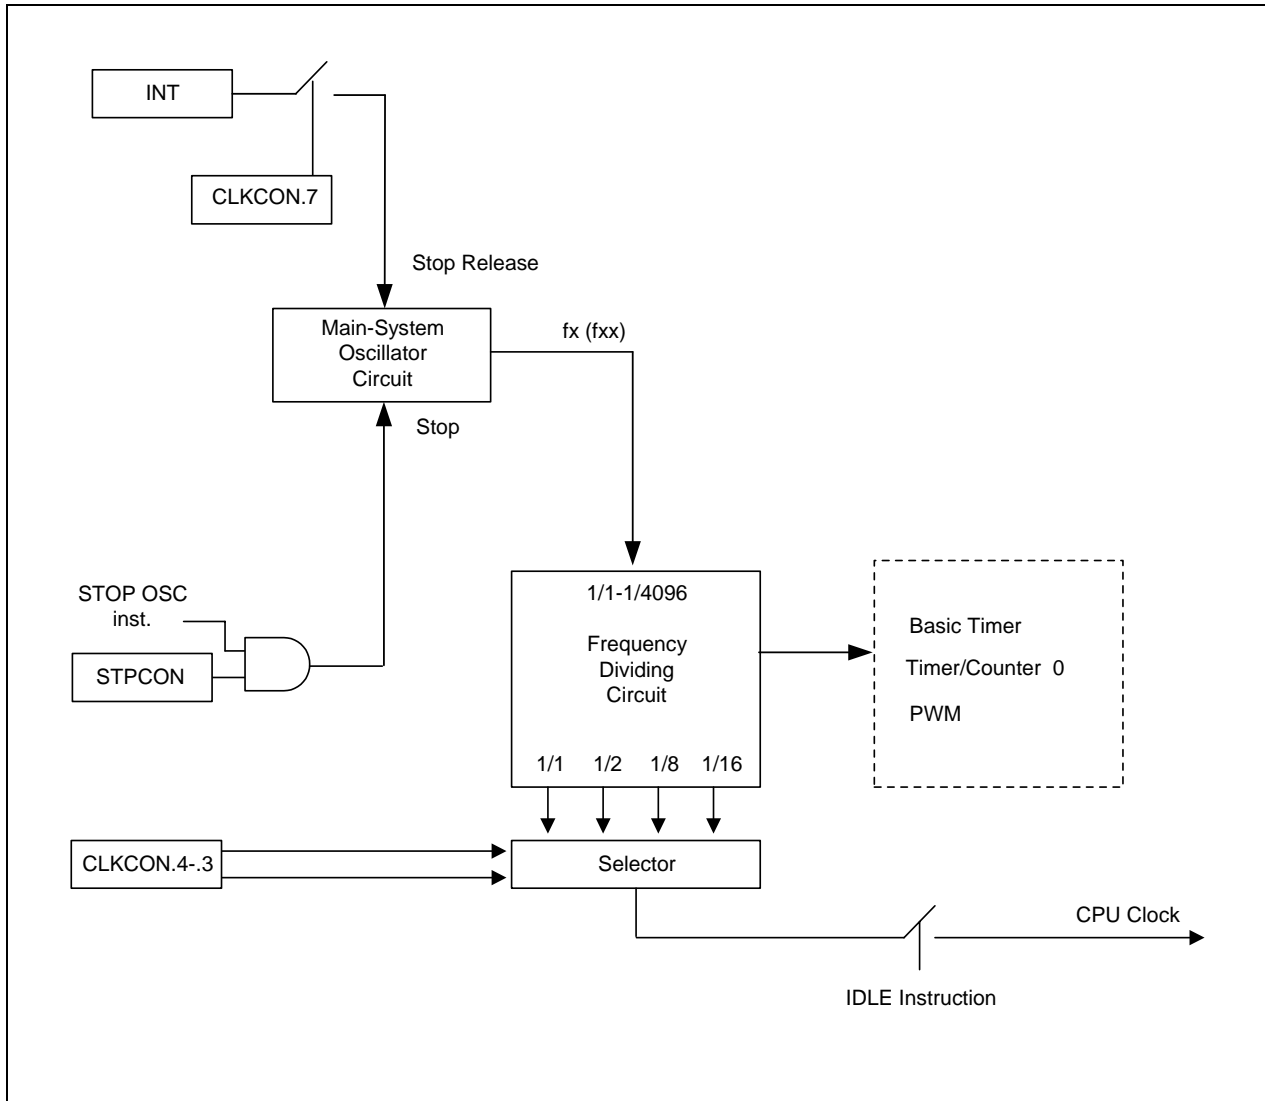 INT
CLKCON.7
Stop Release
Main-System
Oscillator
Circuit
fx (fxx)
Stop
STOP OSC
inst.
STPCON
1/1-1/4096
Frequency
Dividing
Circuit
1/1 1/2 1/8 1/16
Basic Timer
Timer/Counter 0
PWM
CLKCON.4-.3
Selector
CPU Clock
IDLE Instruction